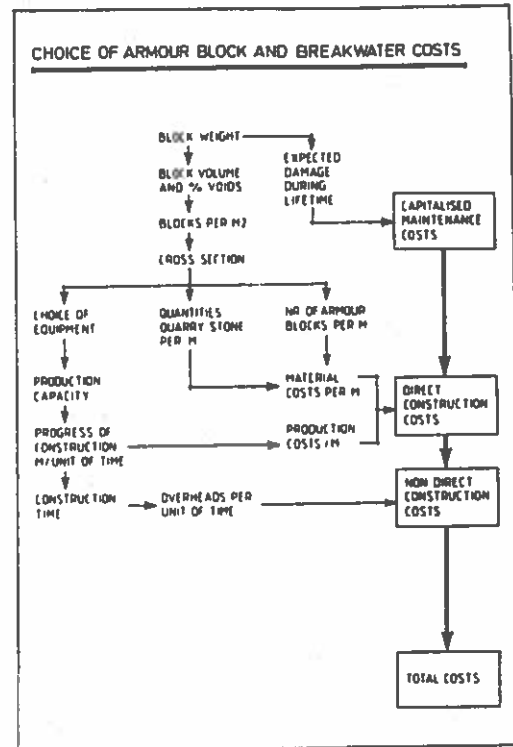 CHOICE OF ARMOUR BLOCK AND BREAKWATER COSTS
BLOCK WEIGHT
BLOCK VOLUME
AND % VOIDS
EXPECTED
DAMAGE
DURING
LIFETIME
BLOCKS PER M2
CAPITALISED
MAINTENANCE
COSTS
CROSS SECTION
CHOICE OF
EQUIPMENT
QUANTITIES
QUARRY STONE
PER M
NR OF ARMOUR
BLOCKS PER M
PRODUCTION
CAPACITY
MATERIAL
COSTS PER M
DIRECT
CONSTRUCTION
COSTS
PROGRESS OF
CONSTRUCTION
M/UNIT OF TIME
PRODUCTION
COSTS/M
CONSTRUCTION
TIME
OVERHEADS PER
UNIT OF TIME
NON DIRECT
CONSTRUCTION
COSTS
TOTAL COSTS